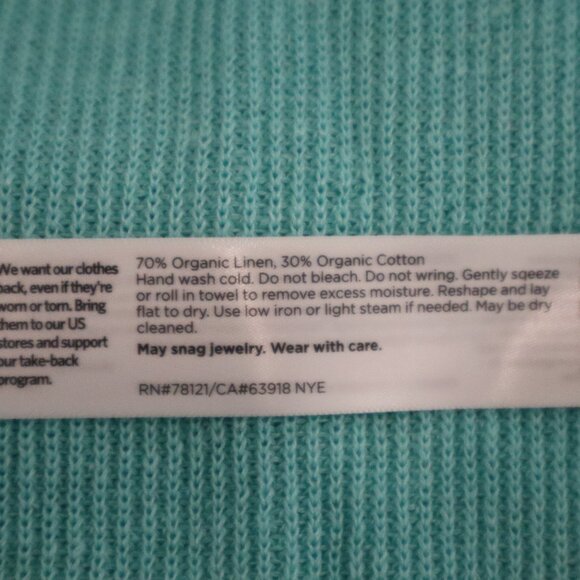 We want our clothes
back, even if they're
worn or torn. Bring
them to our US
stores and support
our take-back
program.
70% Organic Linen, 30% Organic Cotton
Hand wash cold. Do not bleach. Do not wring. Gently sqeeze
or roll in towel to remove excess moisture. Reshape and lay
flat to dry. Use low iron or light steam if needed. May be dry
cleaned.
May snag jewelry. Wear with care.
RN#78121/CA#63918 NYE